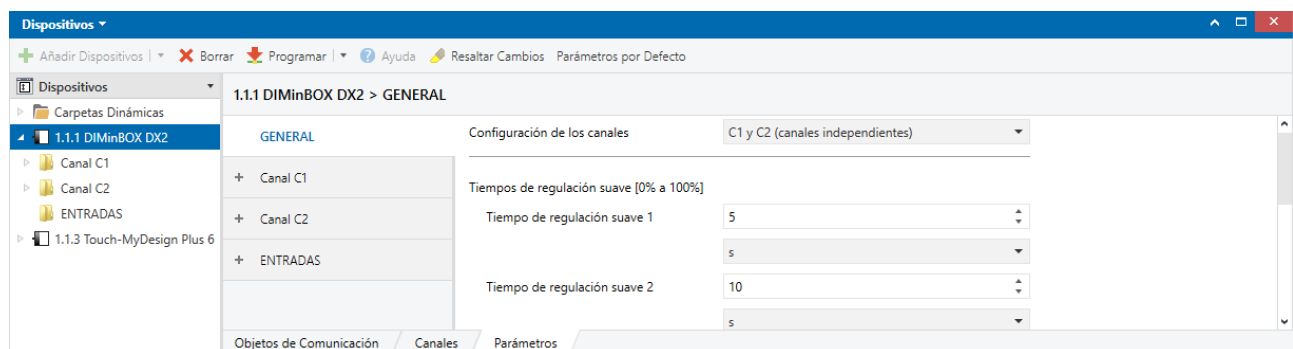 Dispositivos
Añadir Dispositivos Borrar Programar Ayuda Resaltar Cambios Parámetros por Defecto
Dispositivos
Carpetas Dinámicas
1.1.1 DIMinBOX DX2
Canal C1
Canal C2
ENTRADAS
1.1.3 Touch-MyDesign Plus 6
1.1.1 DIMinBOX DX2 > GENERAL
GENERAL
+ Canal C1
+ Canal C2
+ ENTRADAS
Configuración de los canales C1 y C2 (canales independientes)
Tiempos de regulación suave [0% a 100%]
Tiempo de regulación suave 1 5
s
Tiempo de regulación suave 2 10
s
Objetos de Comunicación Canales Parámetros